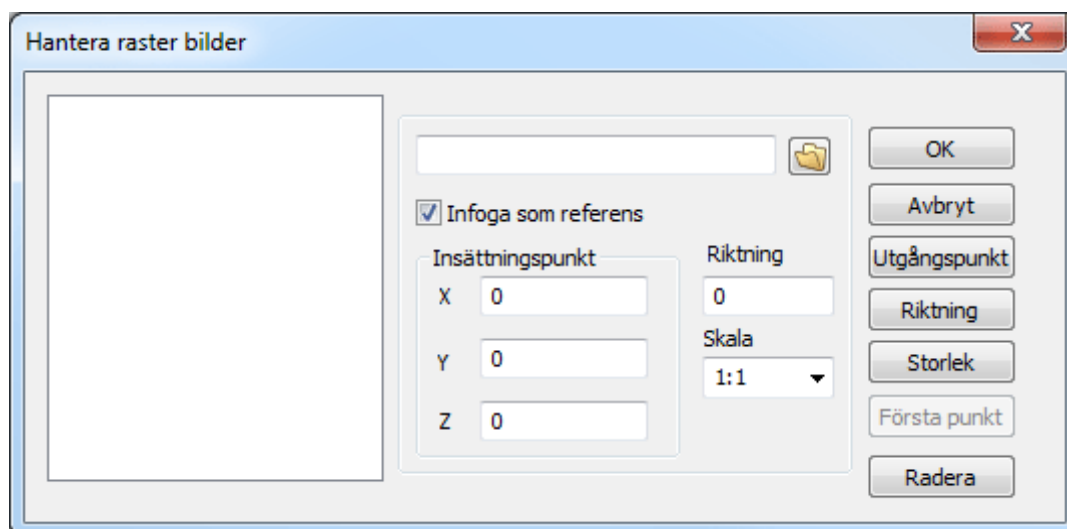 Hantera raster bilder
Infoga som referens
Insättningspunkt
X 0
Y 0
Z 0
Riktning
0
Skala
1:1
OK
Avbryt
Utgångspunkt
Riktning
Storlek
Första punkt
Radera